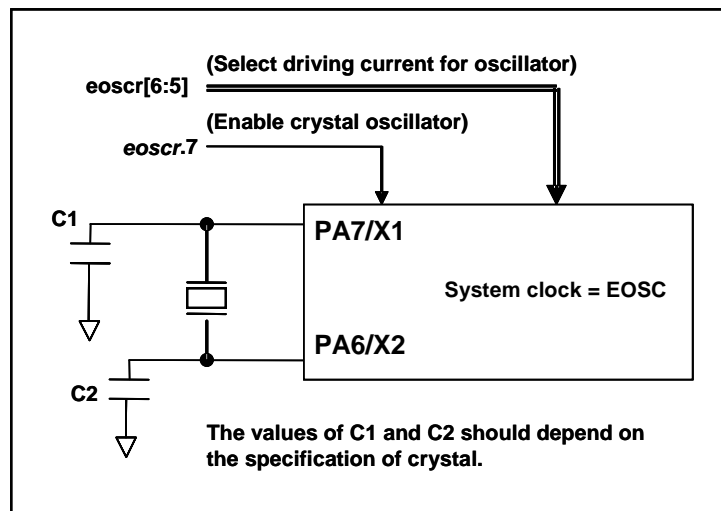 (Select driving current for oscillator)
eoscr[6:5]
(Enable crystal oscillator)
eoscr.7
C1
PA7/X1
System clock = EOSC
PA6/X2
C2
The values of C1 and C2 should depend on
the specification of crystal.